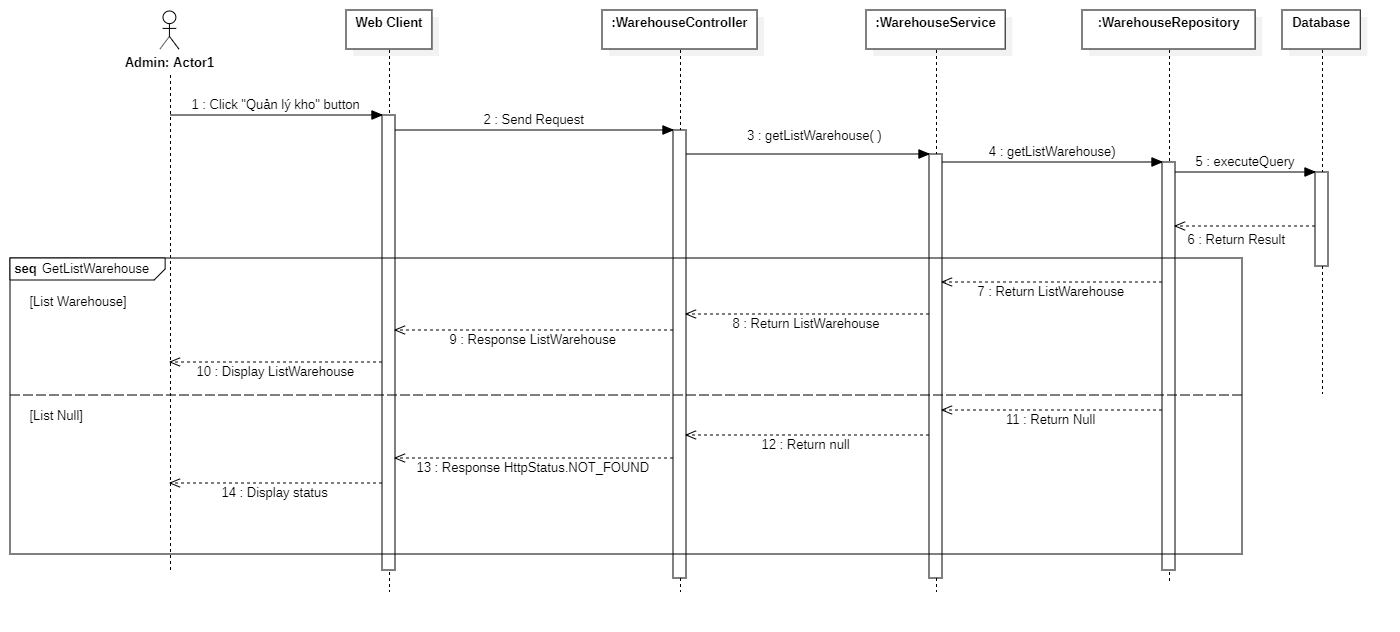 Web Client
:WarehouseController
:WarehouseService
:WarehouseRepository
Database
Admin: Actor1
1 : Click "Quản lý kho" button
2 : Send Request
3 : getListWarehouse( )
4 : getListWarehouse)
5 : executeQuery
6 : Return Result
seq GetListWarehouse
[List Warehouse]
7 : Return ListWarehouse
8 : Return ListWarehouse
9 : Response ListWarehouse
10 : Display ListWarehouse
[List Null]
11 : Return Null
12 : Return null
13 : Response HttpStatus.NOT_FOUND
14 : Display status